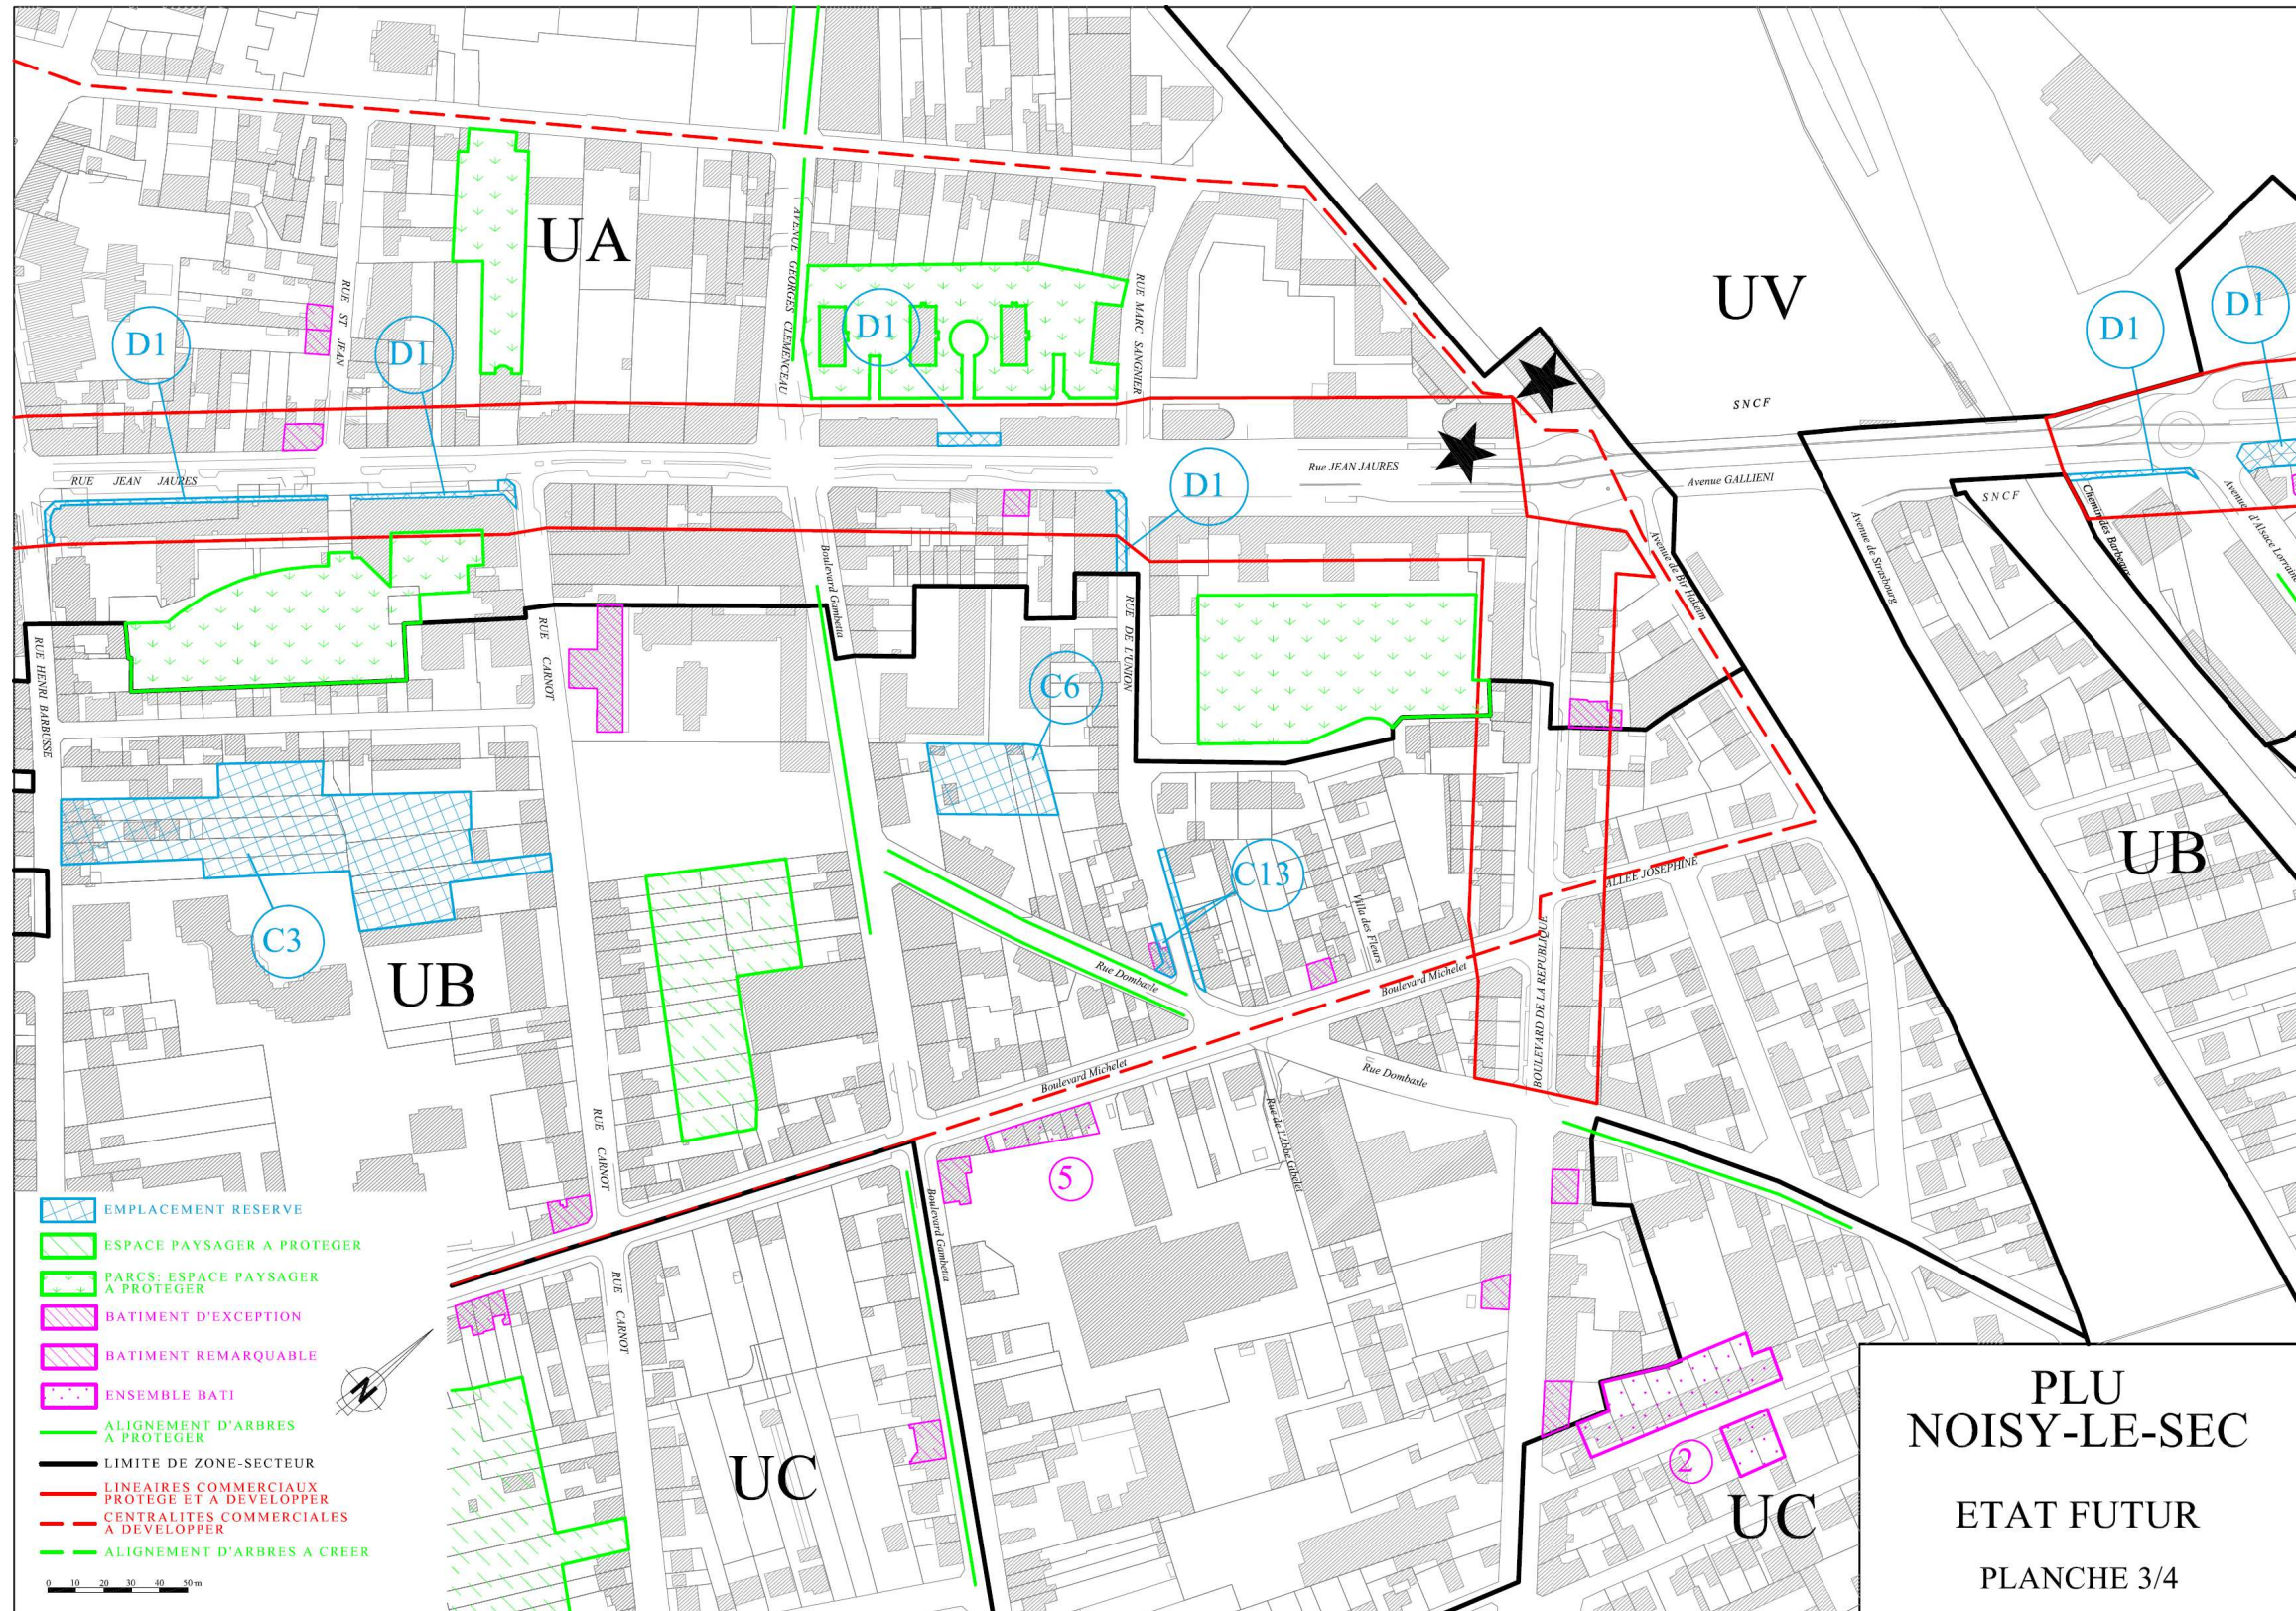 UA
UV
AVENUE GEORGES CLEMENCEAU
RUE ST JEAN
RUE MARC SANGNIER
D1
D1
D1
D1
D1
SNCF
RUE JEAN JAURES
Rue JEAN JAURES
D1
Avenue GALLIENI
SNCF
Chemin des Barbeaux
Avenue d'Alsace Lorraine
Avenue de Strasbourg
Avenue de Bir Hakeim
Boulevard Gambetta
RUE HENRI BARBUSSE
RUE CARNOT
RUE DE L'UNION
C6
UB
C13
ALLEE JOSEPHINE
Villa des Fleurs
C3
UB
Rue Dombasle
Boulevard Michelet
BOULEVARD DE LA REPUBLIQUE
Boulevard Michelet
Rue Dombasle
Rue de l'Abbe Gibelet
RUE CARNOT
5
Boulevard Gambetta
RUE CARNOT
UC
2
UC
EMPLACEMENT RESERVE
ESPACE PAYSAGER A PROTEGER
PARCS: ESPACE PAYSAGER
A PROTEGER
BATIMENT D'EXCEPTION
BATIMENT REMARQUABLE
ENSEMBLE BATI
ALIGNEMENT D'ARBRES
A PROTEGER
LIMITE DE ZONE-SECTEUR
LINEAIRES COMMERCIAUX
PROTEGE ET A DEVELOPPER
CENTRALITES COMMERCIALES
A DEVELOPPER
ALIGNEMENT D'ARBRES A CREER
0 10 20 30 40 50 m
N
PLU
NOISY-LE-SEC
ETAT FUTUR
PLANCHE 3/4